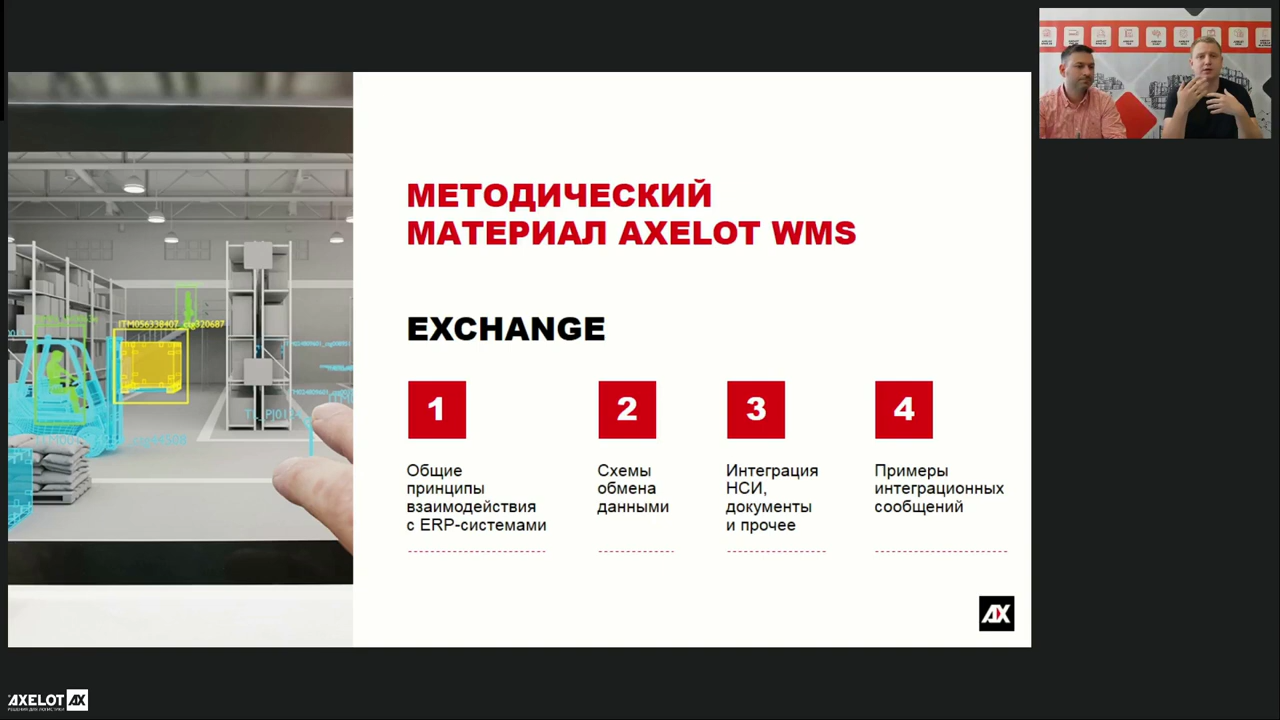 МЕТОДИЧЕСКИЙ
МАТЕРИАЛ AXELOT WMS
EXCHANGE
1
Общие
принципы
взаимодействия
с ERP-системами
2
Схемы
обмена
данными
3
Интеграция
НСИ,
документы
и прочее
4
Примеры
интеграционных
сообщений
ITM056338407_ctg320687
AX
AXELOT AX